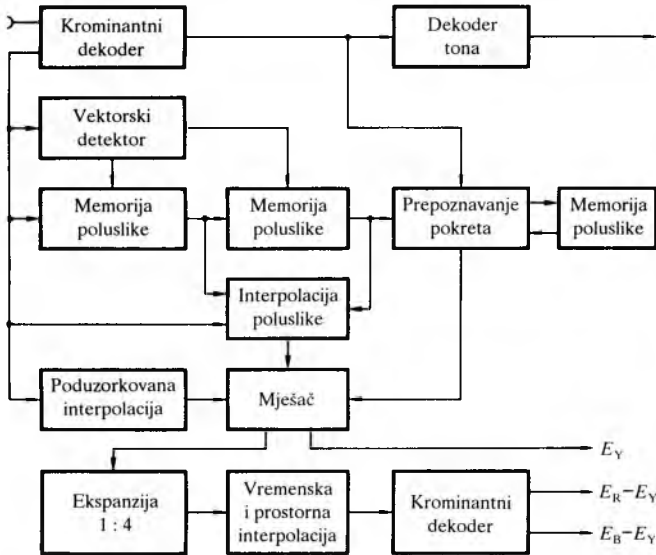 Krominantni
dekoder
Dekoder
tona
Vektorski
detektor
Memorija
poluslike
Memorija
poluslike
Prepoznavanje
pokreta
Memorija
poluslike
Interpolacija
poluslike
Poduzorkovana
interpolacija
Mješač
E_Y
Ekspanzija
1 : 4
Vremenska
i prostorna
interpolacija
Krominantni
dekoder
E_R–E_Y
E_B–E_Y